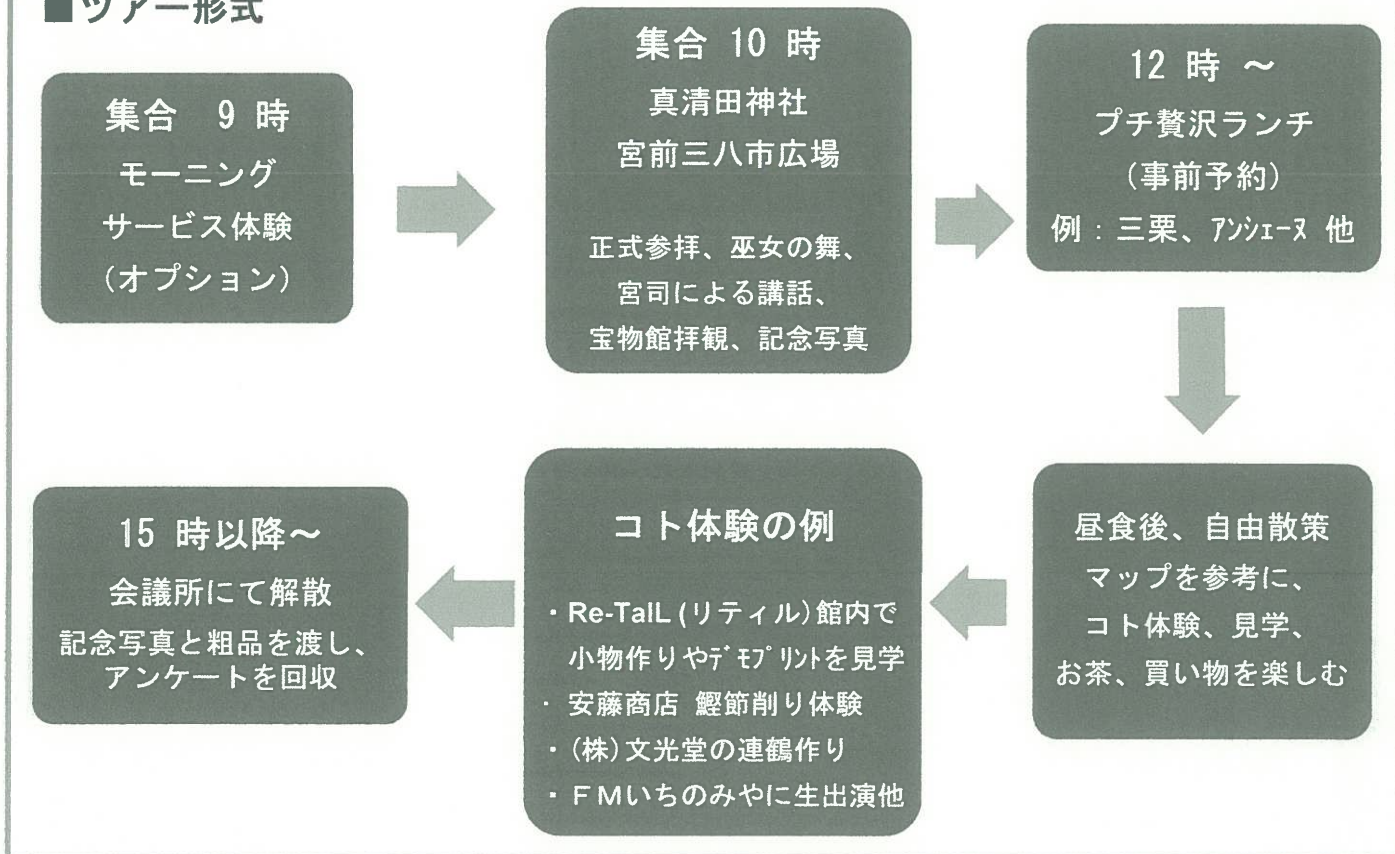 ■ツアー形式
集合 9 時
モーニング
サービス体験
(オプション)
集合 10 時
真清田神社
宮前三八市広場
正式参拝、巫女の舞、
宮司による講話、
宝物館拝観、記念写真
12 時 ～
プチ贅沢ランチ
(事前予約)
例：三栗、ｱﾝｼｪｰﾇ 他
昼食後、自由散策
マップを参考に、
コト体験、見学、
お茶、買い物を楽しむ
コト体験の例
・Re-TaIL (リティル)館内で
小物作りやﾃﾞﾓﾌﾟﾘﾝﾄを見学
・安藤商店 鰹節削り体験
・(株)文光堂の連鶴作り
・ＦＭいちのみやに生出演他
15 時以降～
会議所にて解散
記念写真と粗品を渡し、
アンケートを回収